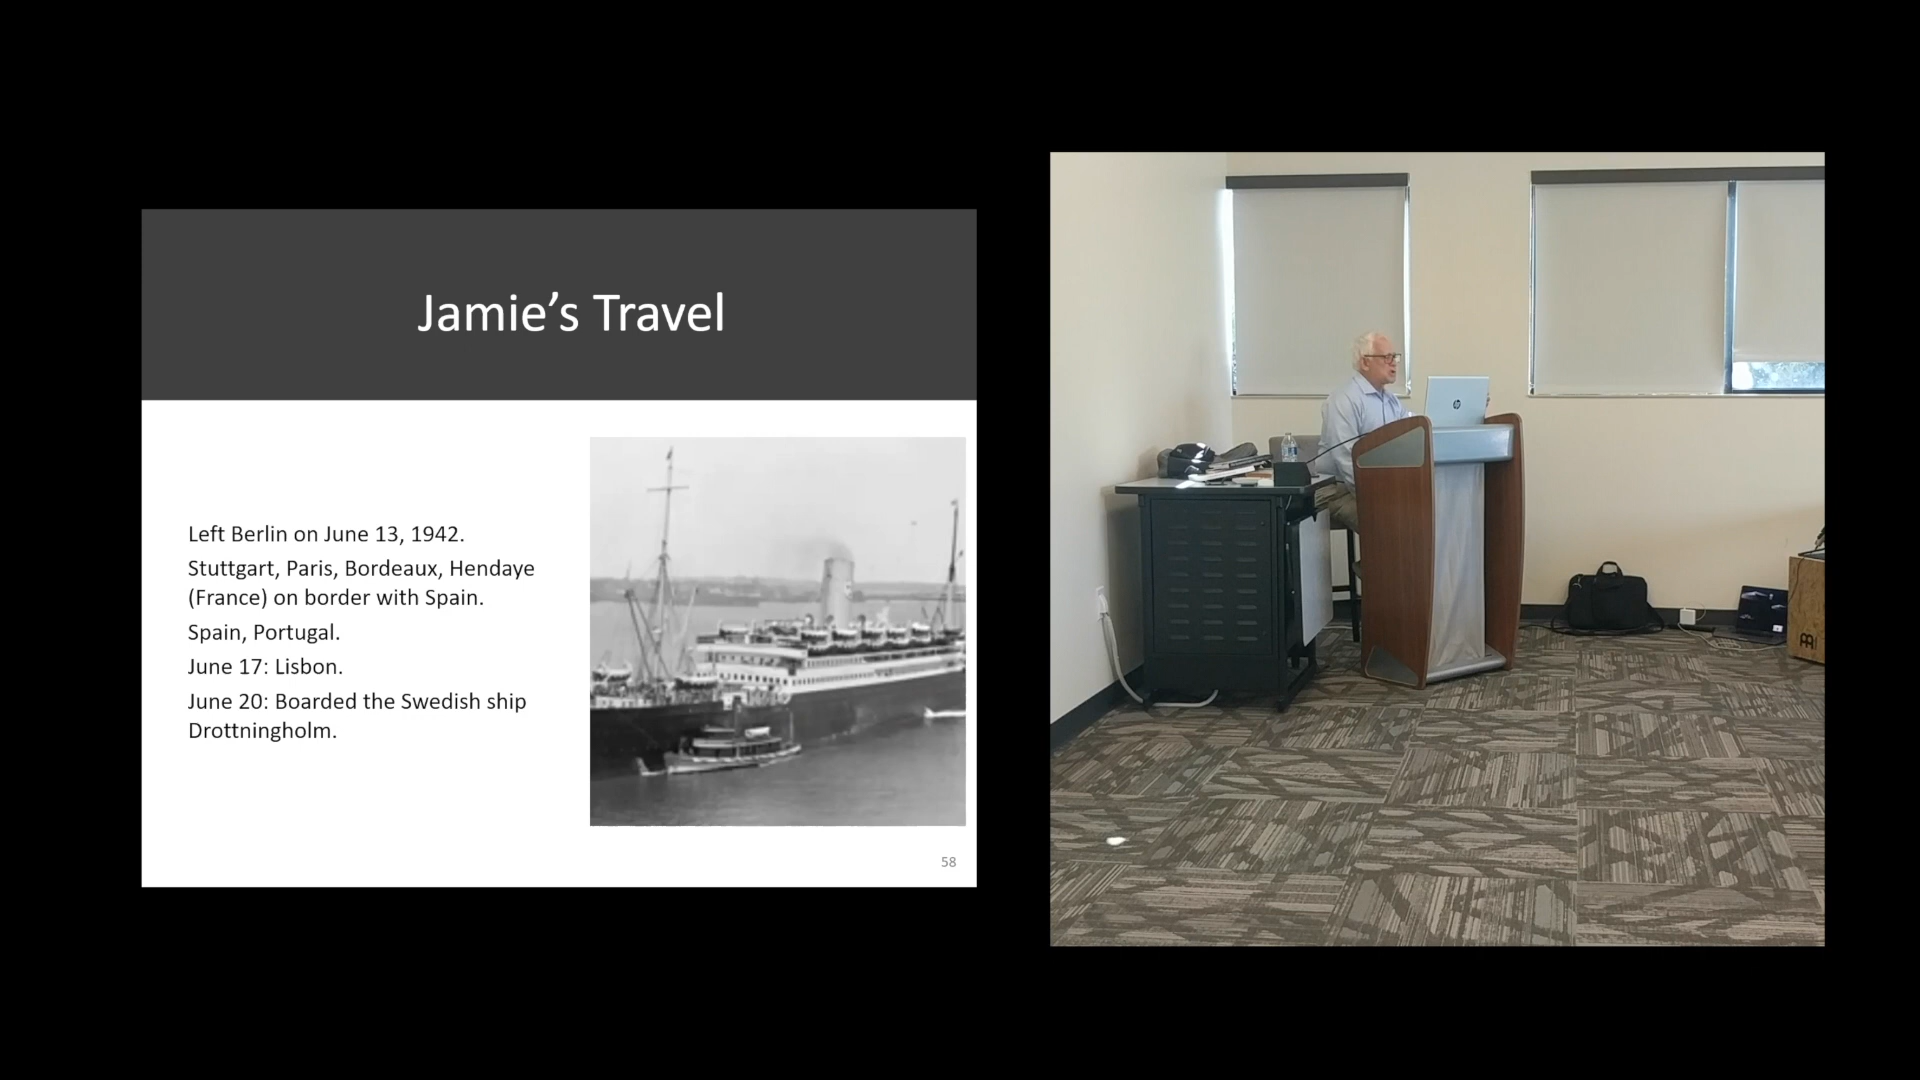 Jamie’s Travel
Left Berlin on June 13, 1942.
Stuttgart, Paris, Bordeaux, Hendaye
(France) on border with Spain.
Spain, Portugal.
June 17: Lisbon.
June 20: Boarded the Swedish ship
Drottningholm.
58
hp